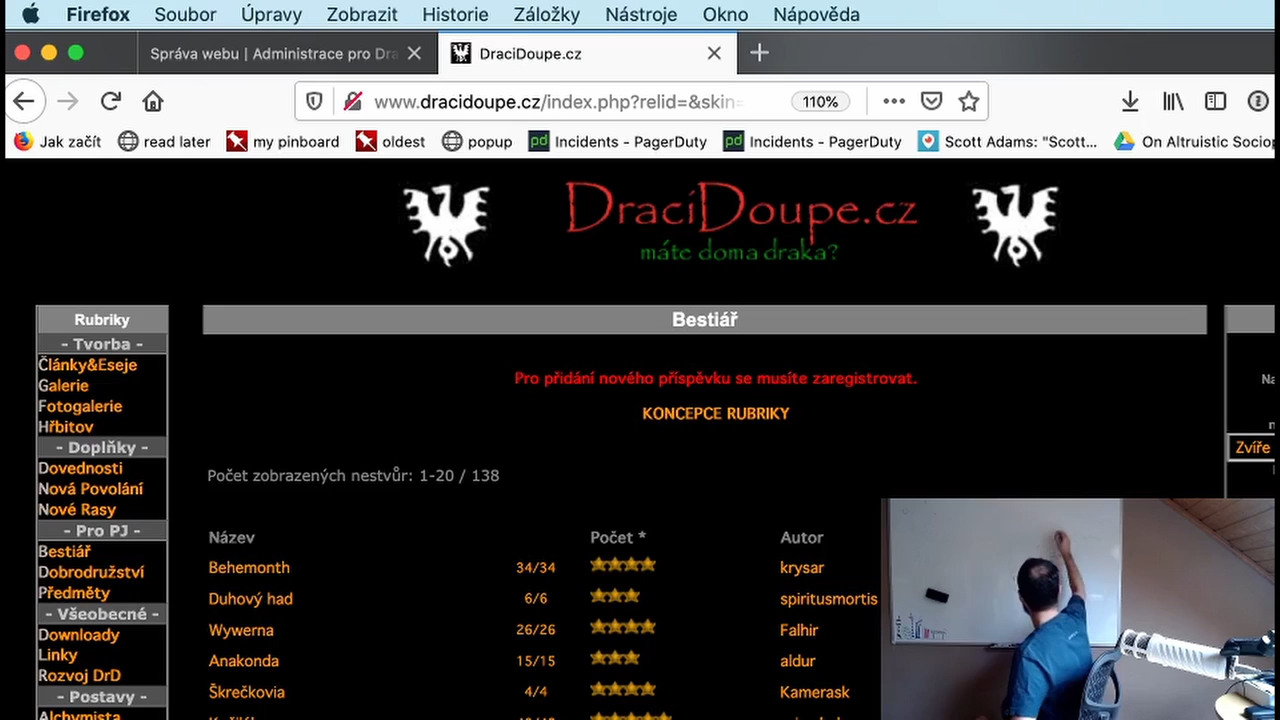 Firefox Soubor Úpravy Zobrazit Historie Záložky Nástroje Okno Nápověda
Správa webu | Administrace pro Dra
DraciDoupe.cz
www.dracidoupe.cz/index.php?relid=&skin= 110%
Jak začít read later my pinboard oldest popup Incidents - PagerDuty Incidents - PagerDuty Scott Adams: "Scott... On Altruistic Sociop
DraciDoupe.cz
máte doma draka?
Rubriky
- Tvorba -
Články&Eseje
Galerie
Fotogalerie
Hřbitov
- Doplňky -
Dovednosti
Nová Povolání
Nové Rasy
- Pro PJ -
Bestiář
Dobrodružství
Předměty
- Všeobecné -
Downloady
Linky
Rozvoj DrD
- Postavy -
Alchymista
Bestiář
Pro přidání nového příspěvku se musíte zaregistrovat.
KONCEPCE RUBRIKY
Počet zobrazených nestvůr: 1-20 / 138
Název Počet * Autor
Behemonth 34/34 krysar
Duhový had 6/6 spiritusmortis
Wywerna 26/26 Falhir
Anakonda 15/15 aldur
Škrečkovia 4/4 Kamerask
Na
Zvíře